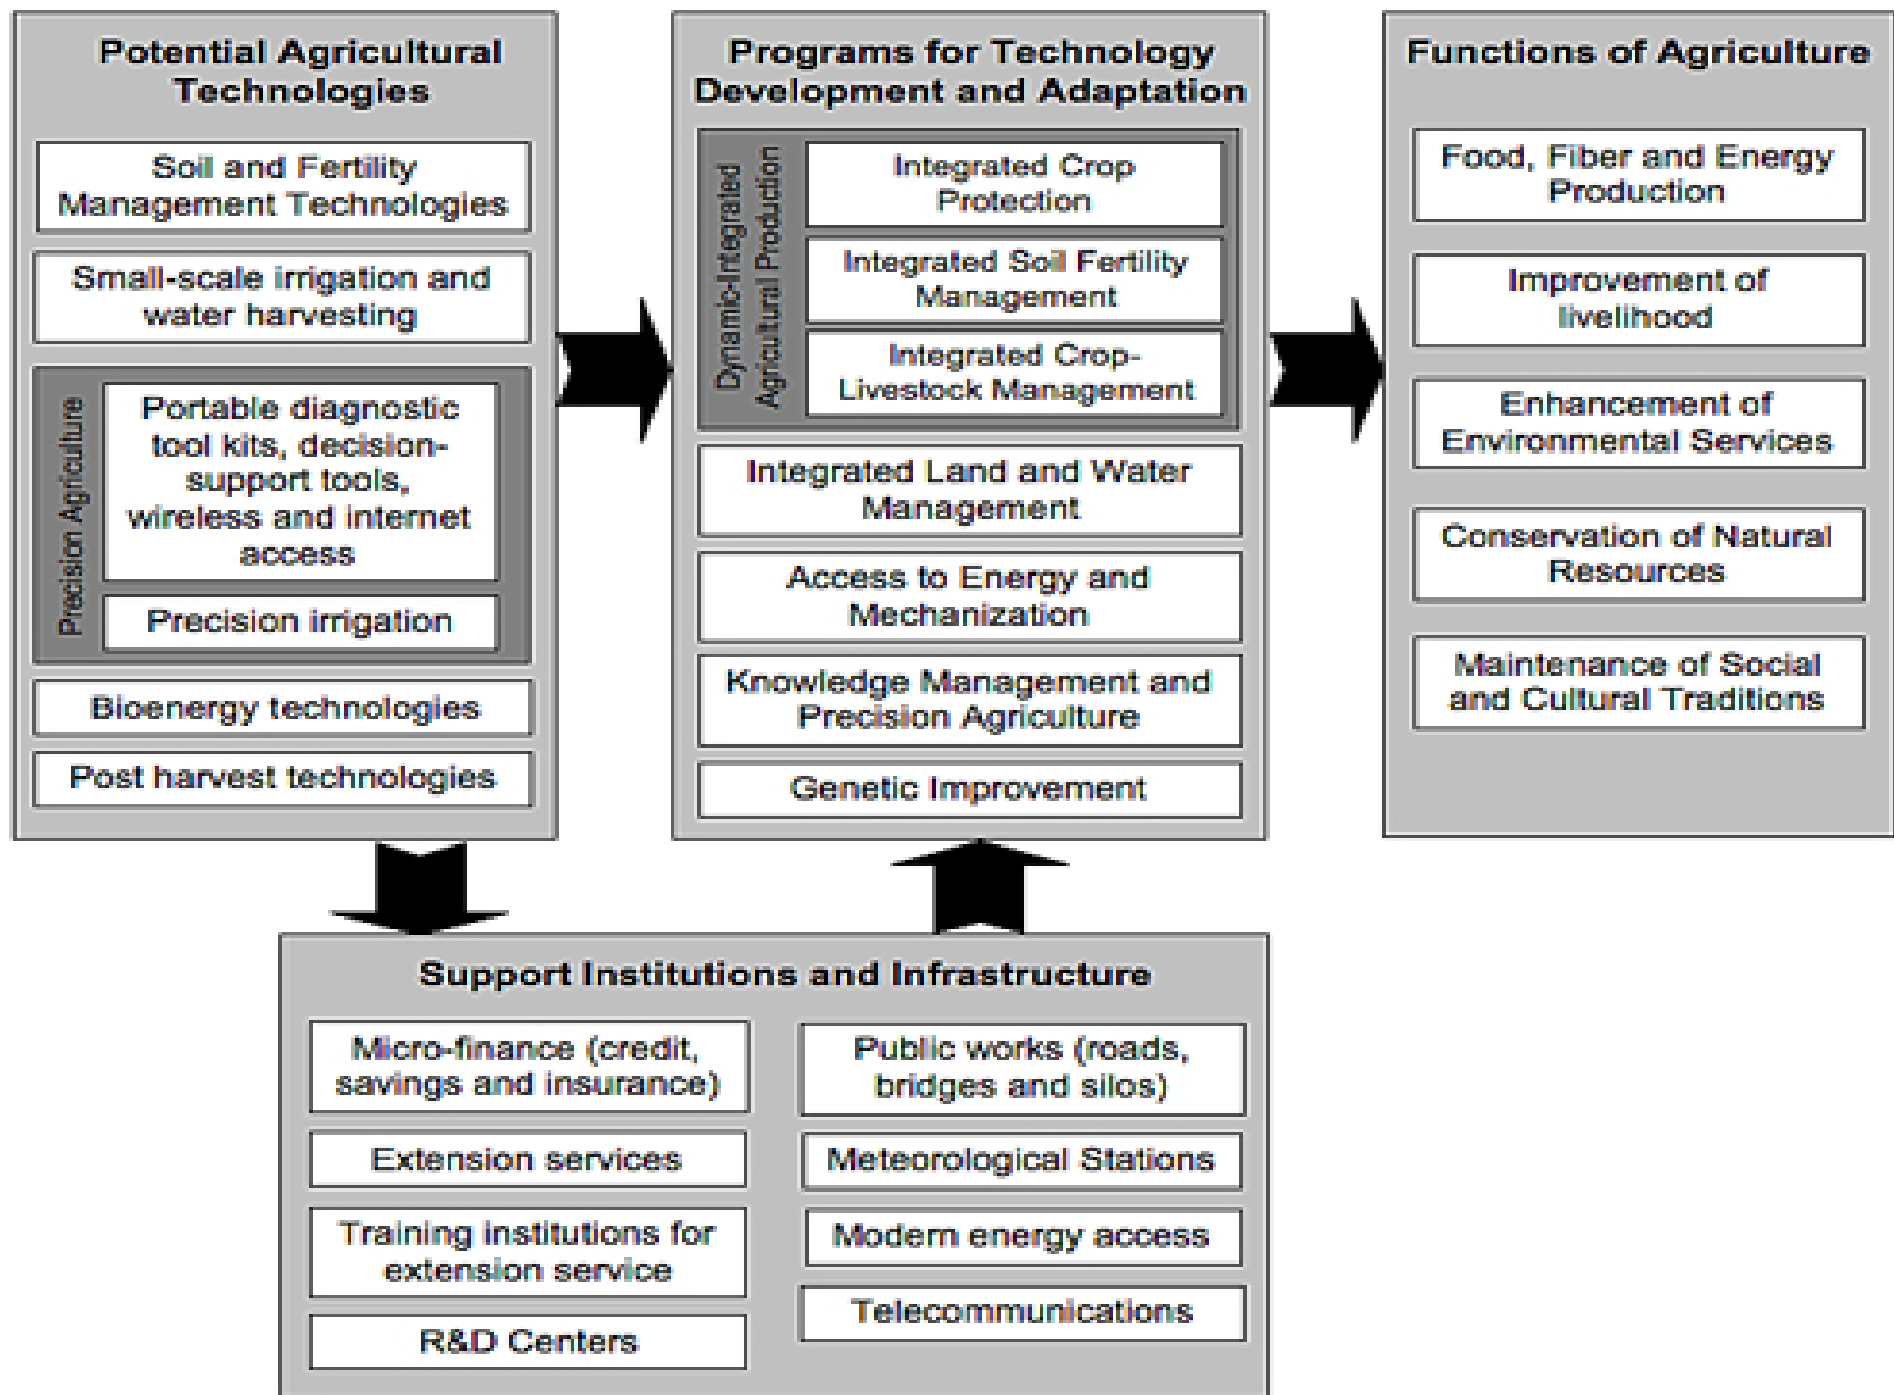 Potential Agricultural
Technologies
Soil and Fertility
Management Technologies
Small-scale irrigation and
water harvesting
Precision Agriculture
Portable diagnostic
tool kits, decision-
support tools,
wireless and internet
access
Precision irrigation
Bioenergy technologies
Post harvest technologies
Programs for Technology
Development and Adaptation
Dynamic-Integrated
Agricultural Production
Integrated Crop
Protection
Integrated Soil Fertility
Management
Integrated Crop-
Livestock Management
Integrated Land and Water
Management
Access to Energy and
Mechanization
Knowledge Management and
Precision Agriculture
Genetic Improvement
Functions of Agriculture
Food, Fiber and Energy
Production
Improvement of
livelihood
Enhancement of
Environmental Services
Conservation of Natural
Resources
Maintenance of Social
and Cultural Traditions
Support Institutions and Infrastructure
Micro-finance (credit,
savings and insurance)
Extension services
Training institutions for
extension service
R&D Centers
Public works (roads,
bridges and silos)
Meteorological Stations
Modern energy access
Telecommunications